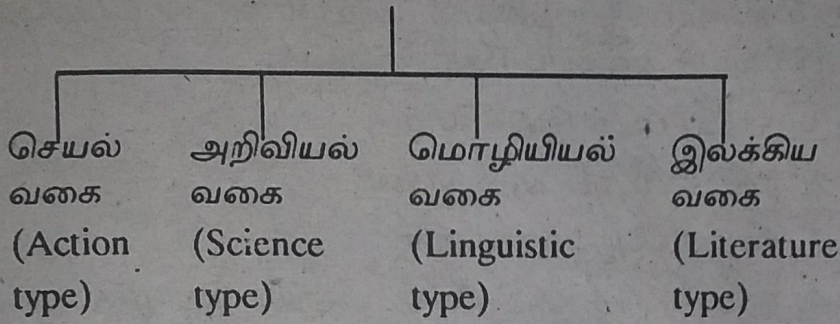 செயல் அறிவியல் மொழியியல் இலக்கிய
வகை வகை வகை வகை
(Action (Science (Linguistic (Literature
type) type) type) type)